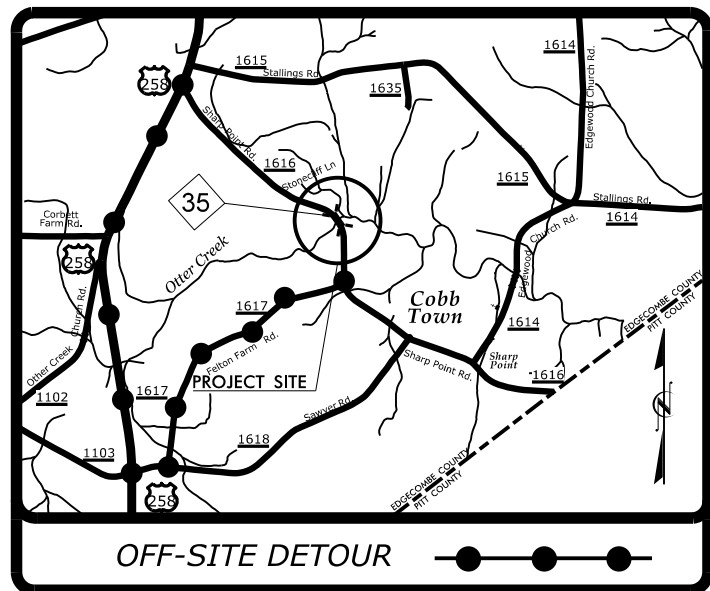 1615
Stallings Rd.
1614
Edgewood Church Rd.
258
1635
Sharp Point Rd.
1616
Stonecliff Ln
1615
35
Stallings Rd.
1614
Corbett
Farm Rd.
258
Otter Creek
Edgewood Church Rd.
Cobb
Town
1617
EDGECOMBE COUNTY
PITT COUNTY
1614
Felton Farm Rd.
Other Creek Church Rd.
Sharp Point Rd.
Sharp
Point
1616
PROJECT SITE
1617
1102
Sawyer Rd.
1618
1103
N
258
EDGECOMBE COUNTY
PITT COUNTY
OFF-SITE DETOUR